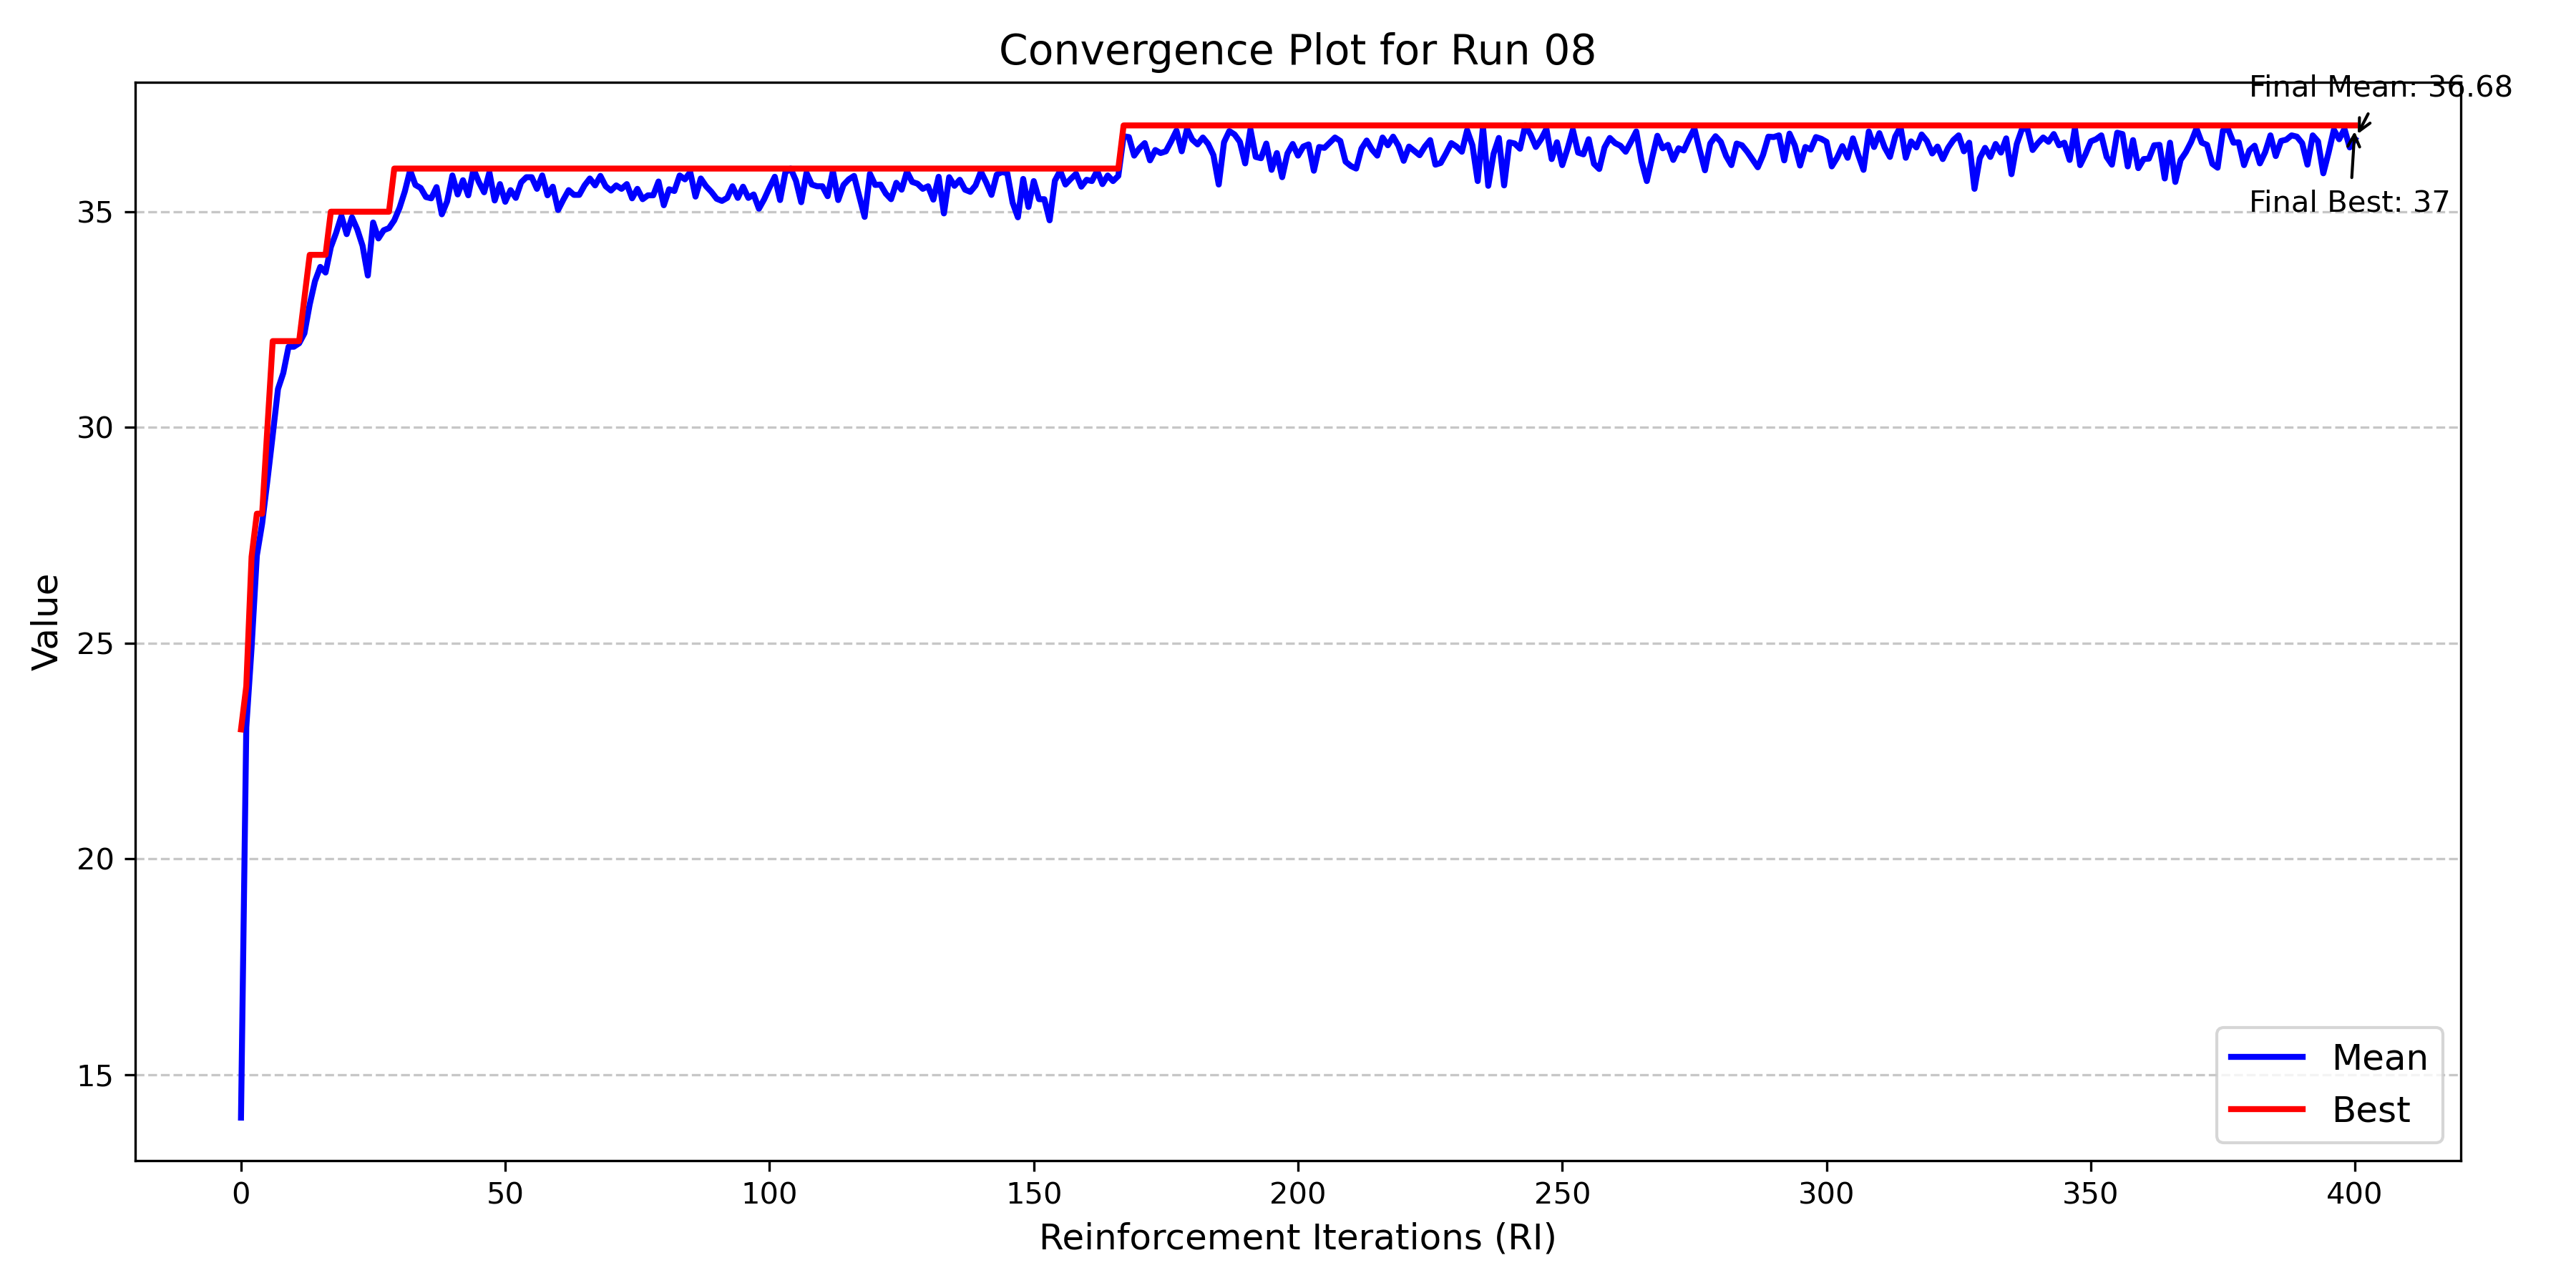 Convergence Plot for Run 08
Final Mean: 36.68
Final Best: 37
35
30
25
20
15
Value
0 50 100 150 200 250 300 350 400
Reinforcement Iterations (RI)
Mean
Best